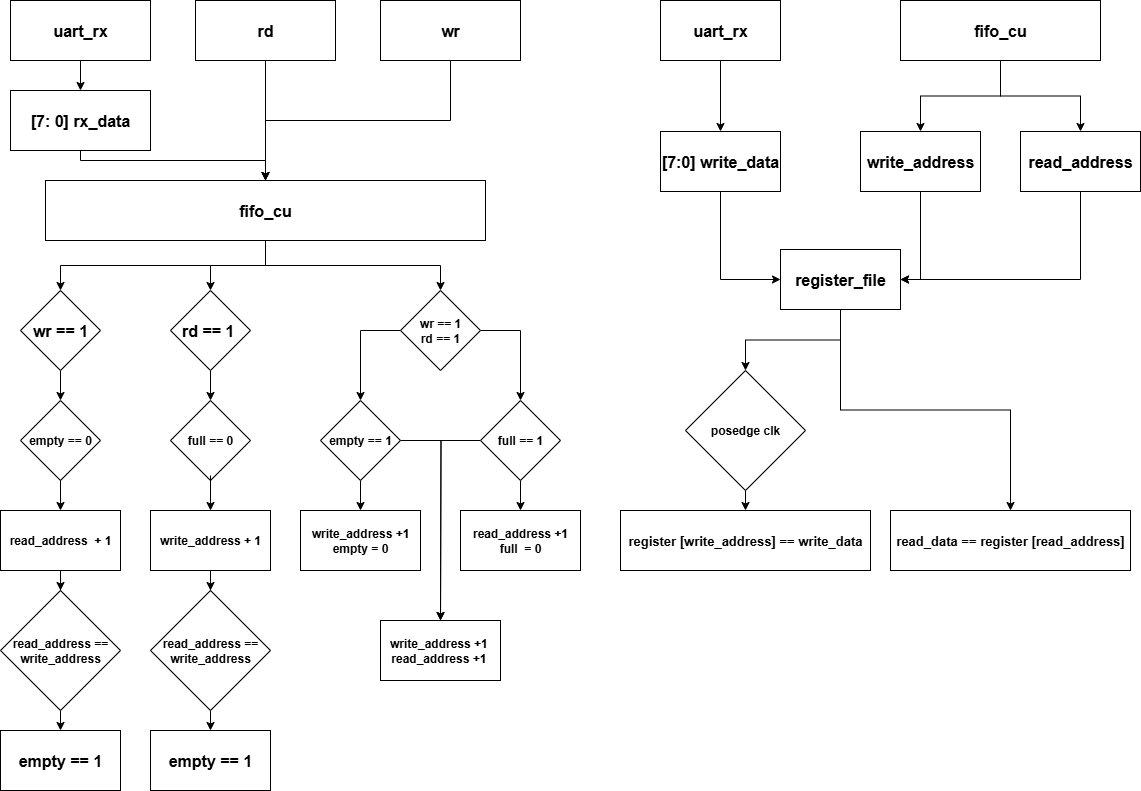 uart_rx
rd
wr
[7: 0] rx_data
fifo_cu
wr == 1
rd == 1
wr == 1
rd == 1
empty == 0
full == 0
empty == 1
full == 1
read_address + 1
write_address + 1
write_address +1
empty = 0
read_address +1
full = 0
read_address ==
write_address
read_address ==
write_address
write_address +1
read_address +1
empty == 1
empty == 1
uart_rx
fifo_cu
[7:0] write_data
write_address
read_address
register_file
posedge clk
register [write_address] == write_data
read_data == register [read_address]